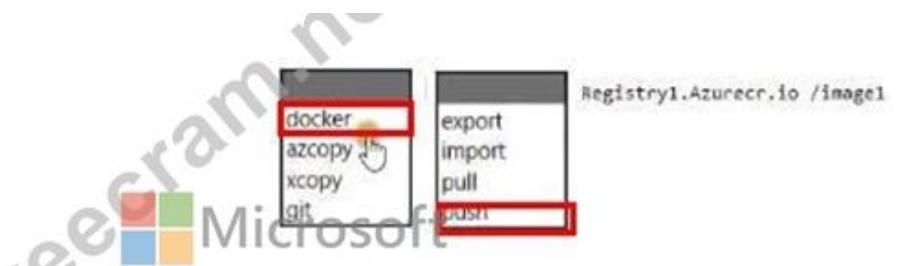 docker
azcopy
xcopy
git
export
import
pull
push
Registry1.Azurecr.io /image1
Microsoft